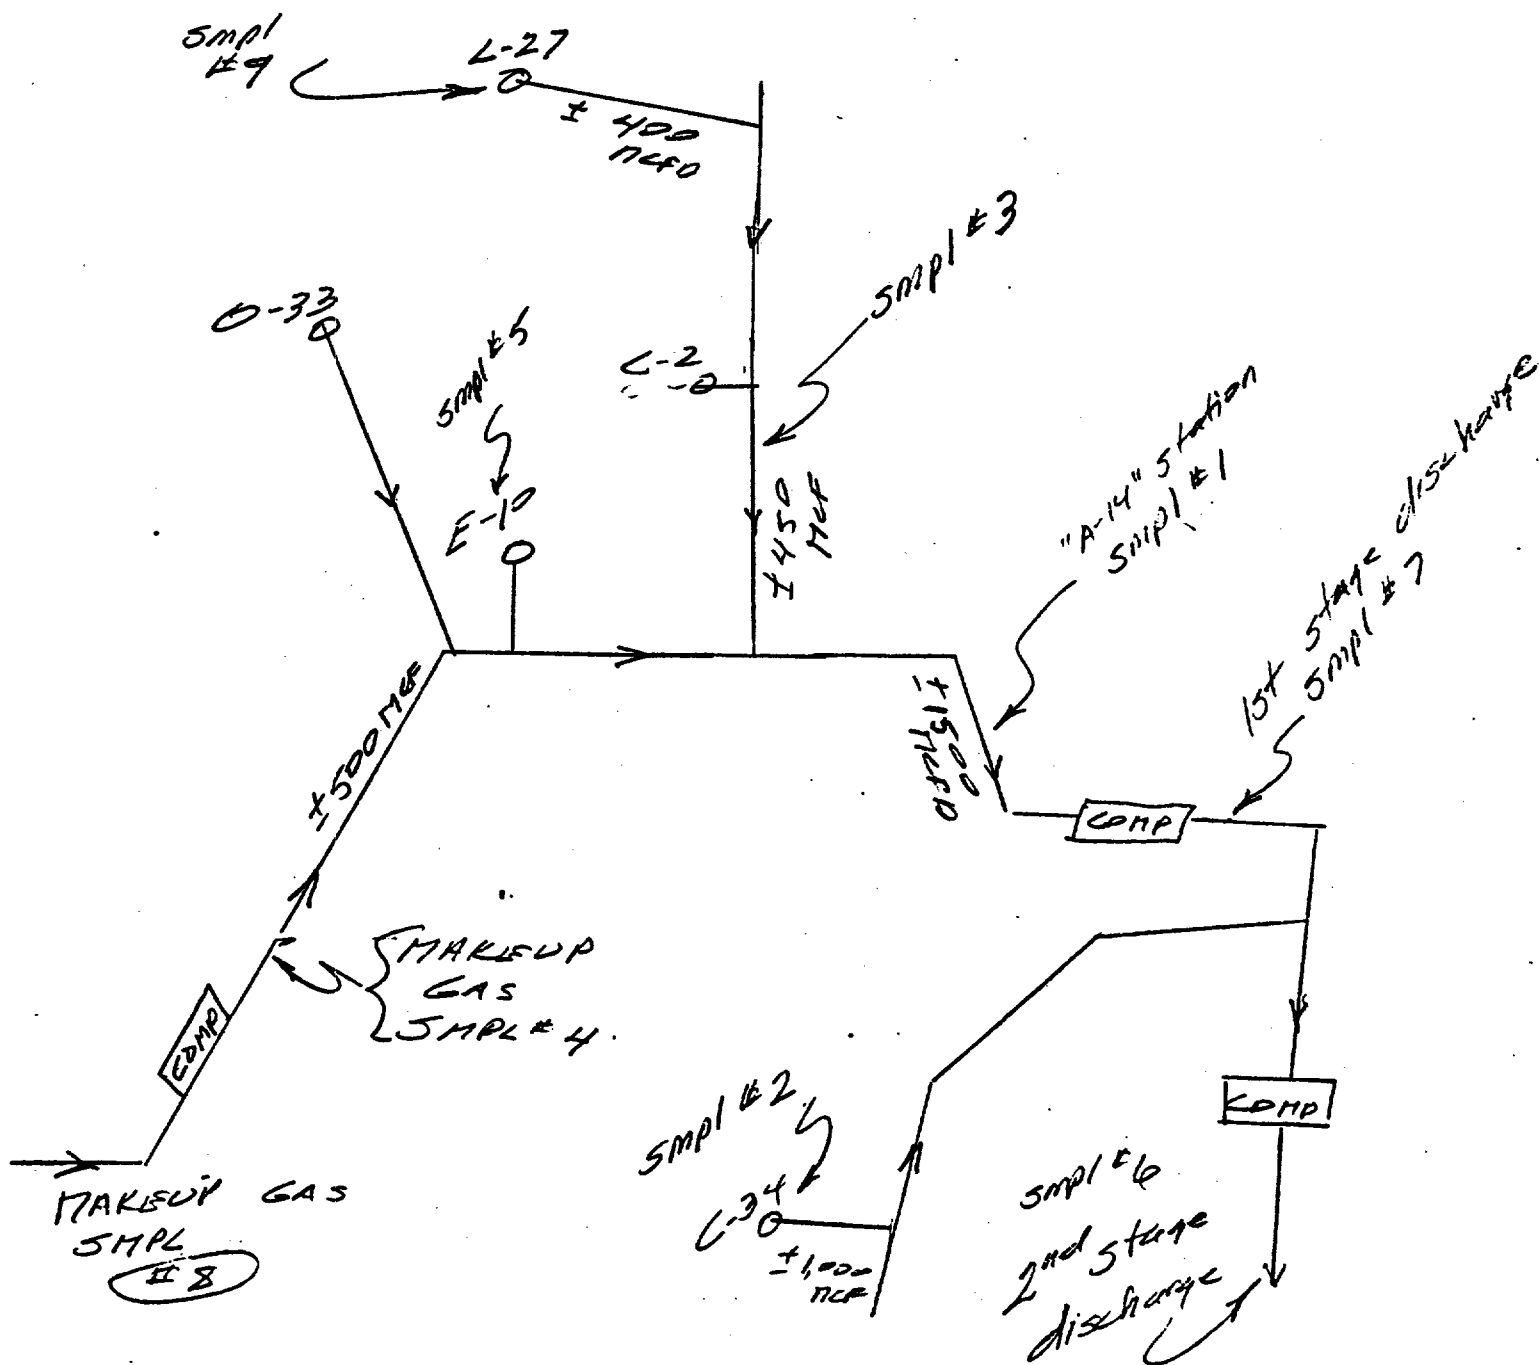 Smpl
#9
L-27
± 400
MCFD
Smpl #3
O-33
Smpl #5
L-2
E-10
± 450
MCF
"A-14" Station
Smpl #1
1st stage discharge
Smpl #7
± 500 MCF
± 1500
MCFD
COMP
MAKEUP
GAS
SMPL # 4.
COMP
COMP
Smpl #2
L-34
± 1,000
MCF
MAKEUP GAS
SMPL
#8
Smpl #6
2nd stage
discharge